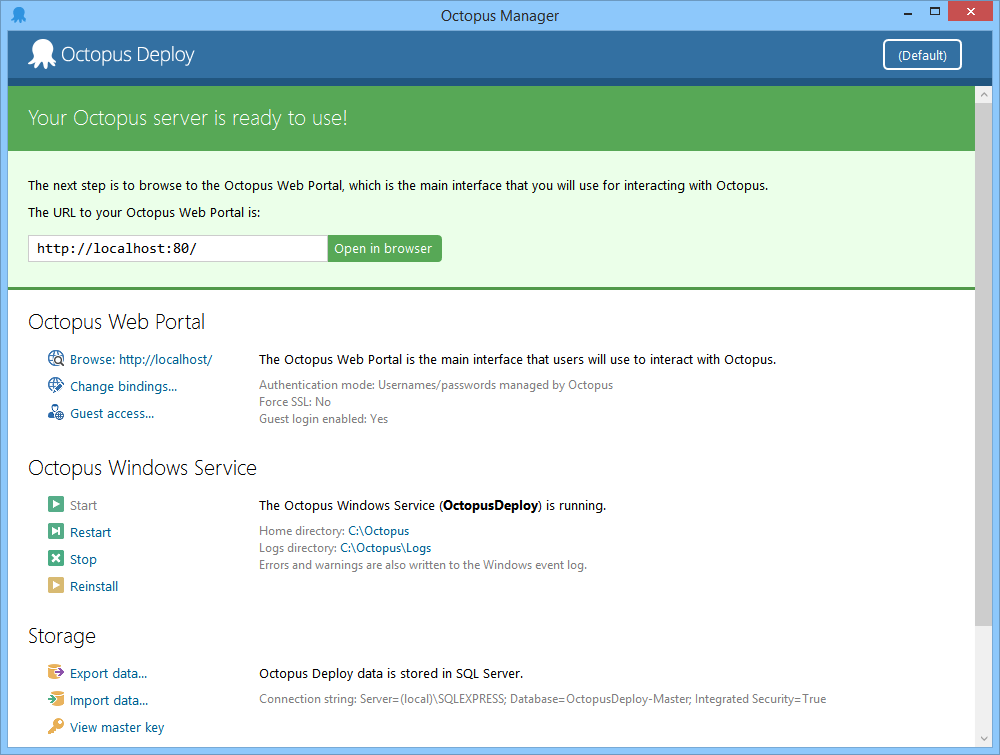 Octopus Manager
Octopus Deploy
(Default)
Your Octopus server is ready to use!
The next step is to browse to the Octopus Web Portal, which is the main interface that you will use for interacting with Octopus.
The URL to your Octopus Web Portal is:
http://localhost:80/ Open in browser
Octopus Web Portal
Browse: http://localhost/
Change bindings...
Guest access...
The Octopus Web Portal is the main interface that users will use to interact with Octopus.
Authentication mode: Usernames/passwords managed by Octopus
Force SSL: No
Guest login enabled: Yes
Octopus Windows Service
Start
Restart
Stop
Reinstall
The Octopus Windows Service (OctopusDeploy) is running.
Home directory: C:\Octopus
Logs directory: C:\Octopus\Logs
Errors and warnings are also written to the Windows event log.
Storage
Export data...
Import data...
View master key
Octopus Deploy data is stored in SQL Server.
Connection string: Server=(local)\SQLEXPRESS; Database=OctopusDeploy-Master; Integrated Security=True